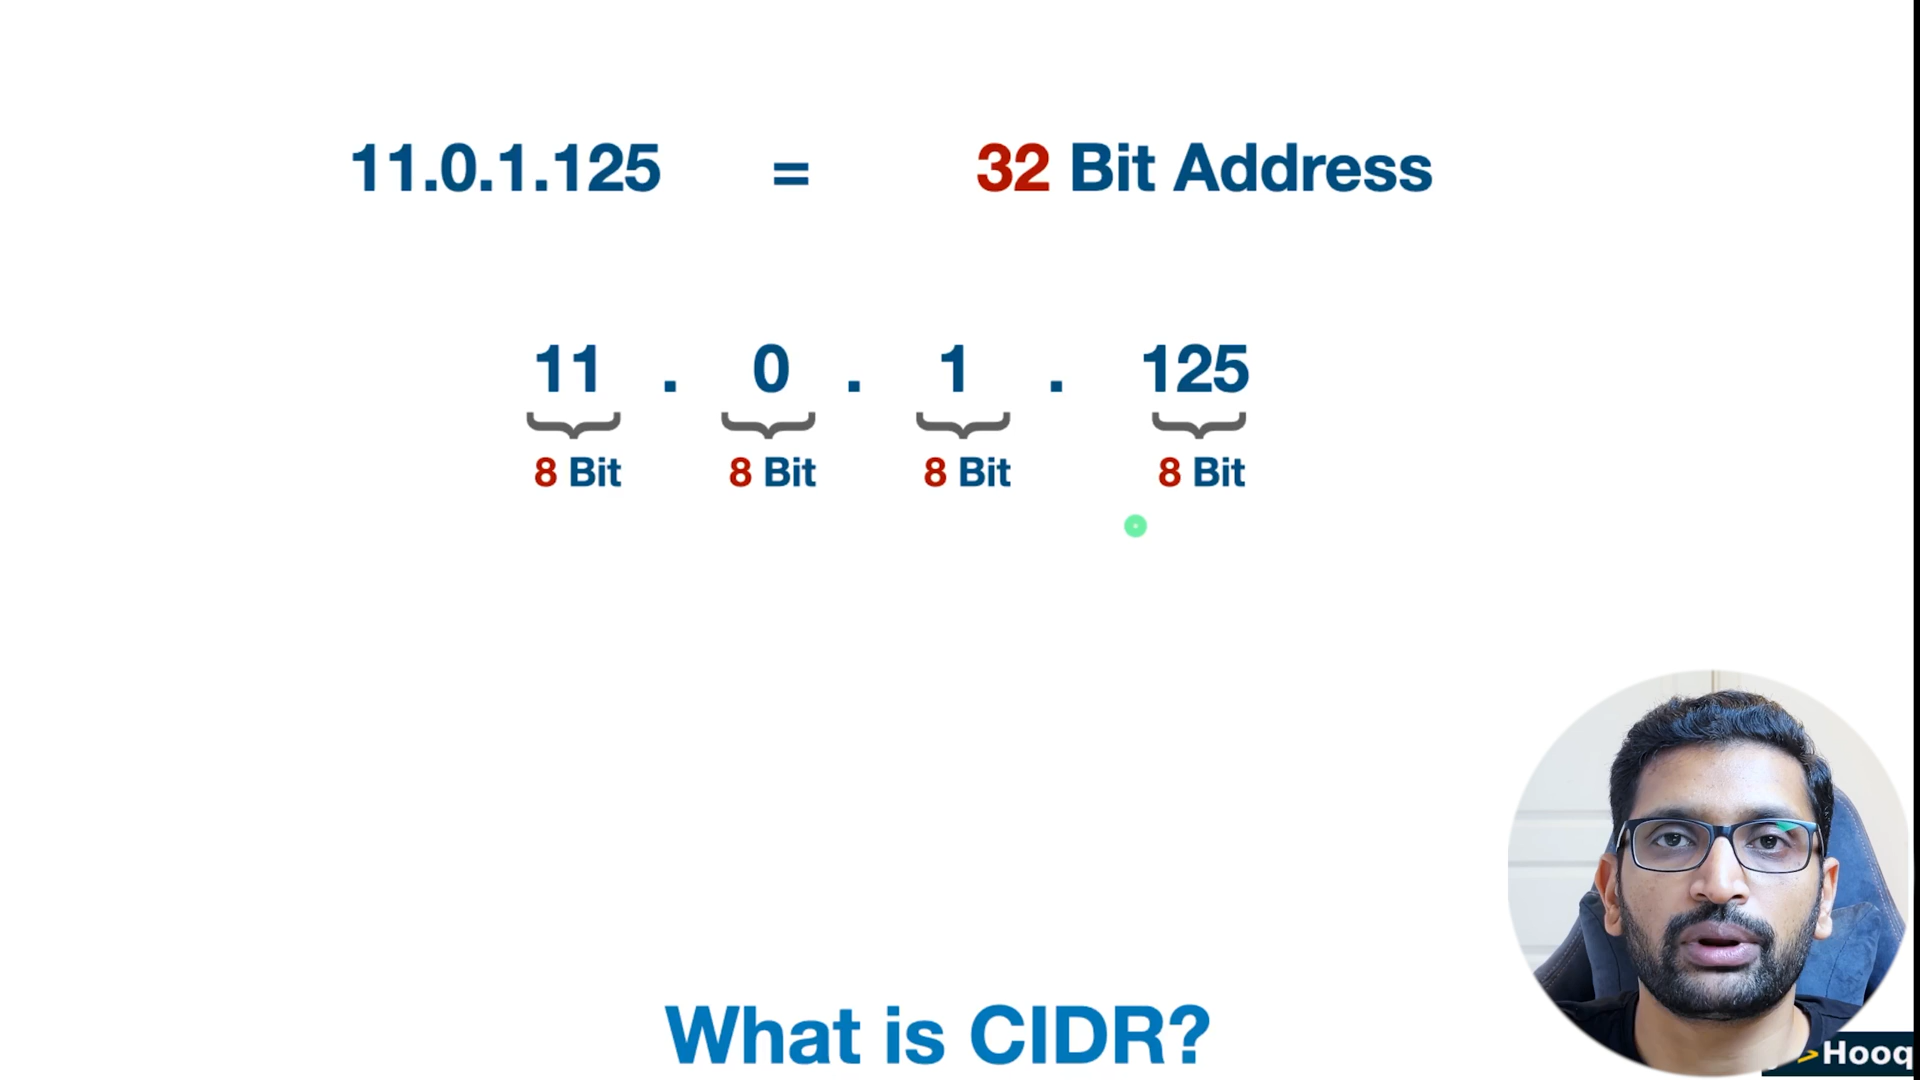 11.0.1.125 = 32 Bit Address
11 . 0 . 1 . 125
8 Bit 8 Bit 8 Bit 8 Bit
What is CIDR?
>Hooq